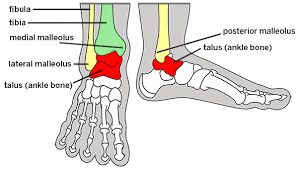 fibula
tibia
medial malleolus
lateral malleolus
talus (ankle bone)
posterior malleolus
talus (ankle bone)